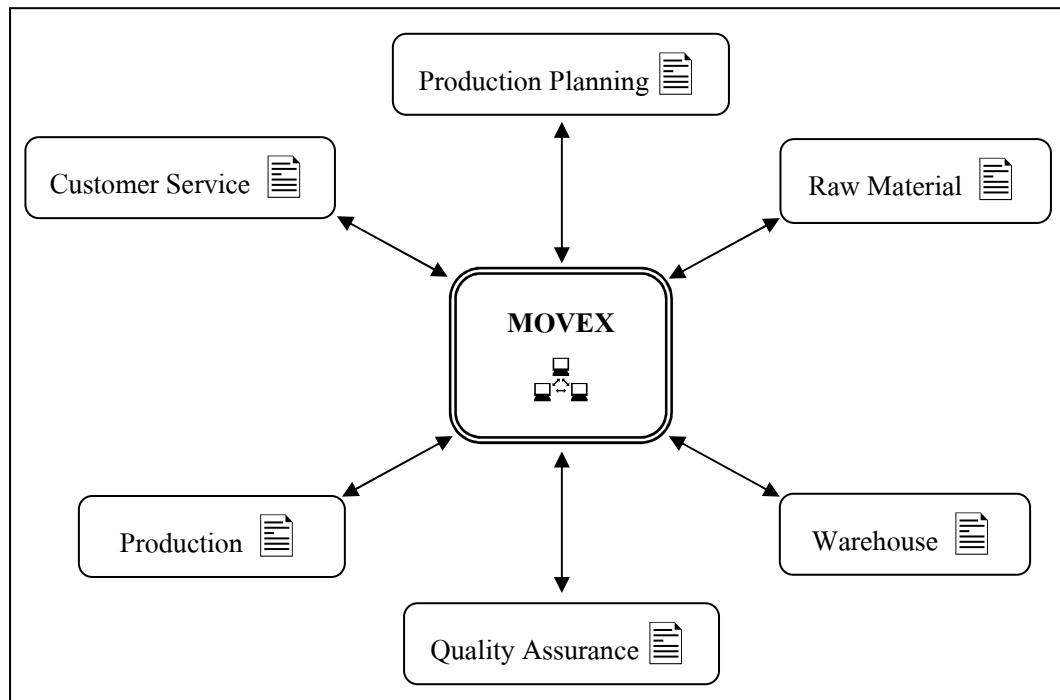 Production Planning
Customer Service
Raw Material
MOVEX
Production
Warehouse
Quality Assurance